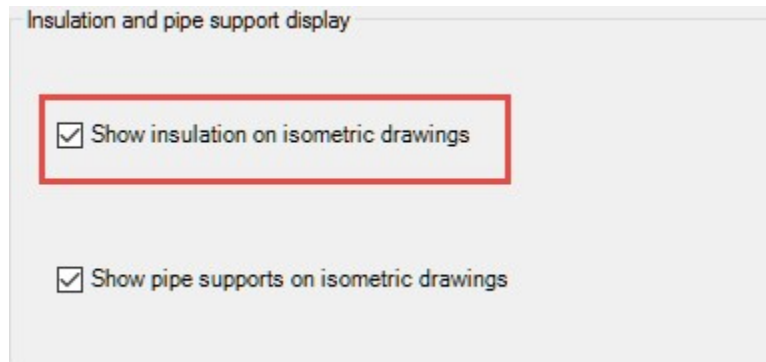 Insulation and pipe support display
Show insulation on isometric drawings
Show pipe supports on isometric drawings